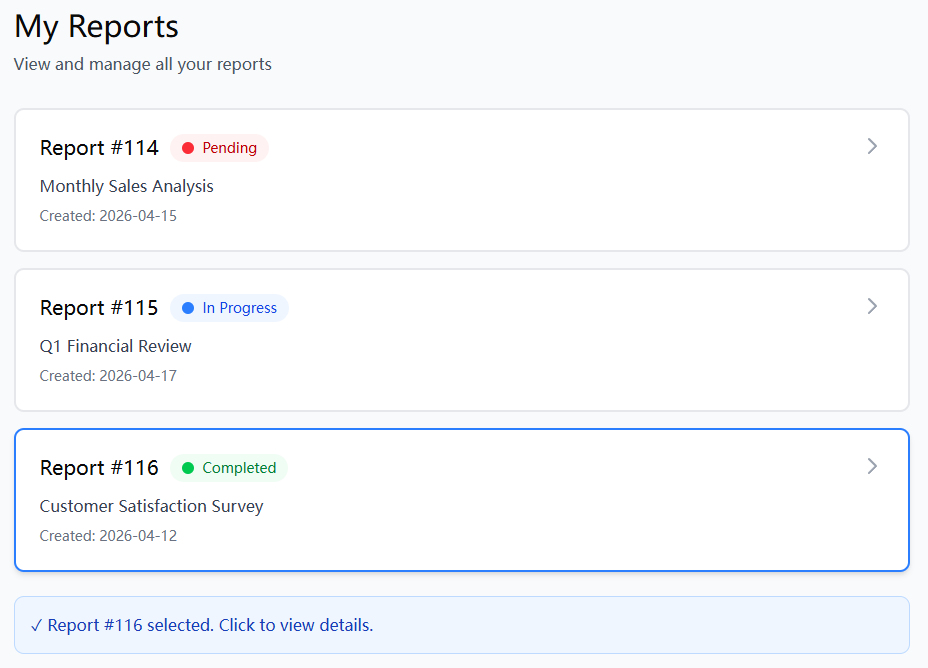 My Reports
View and manage all your reports
Report #114 Pending
Monthly Sales Analysis
Created: 2026-04-15
Report #115 In Progress
Q1 Financial Review
Created: 2026-04-17
Report #116 Completed
Customer Satisfaction Survey
Created: 2026-04-12
✓ Report #116 selected. Click to view details.